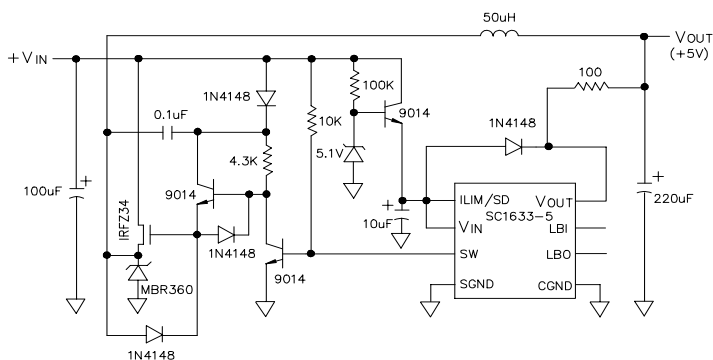 50uH
VOUT
(+5V)
+VIN
1N4148
100K
100
0.1uF
10K
9014
1N4148
4.3K
5.1V
100uF
+
9014
+
10uF
ILIM/SD
VOUT
SC1633-5
+
220uF
IRFZ34
1N4148
VIN
LBI
SW
LBO
9014
MBR360
SGND
CGND
1N4148